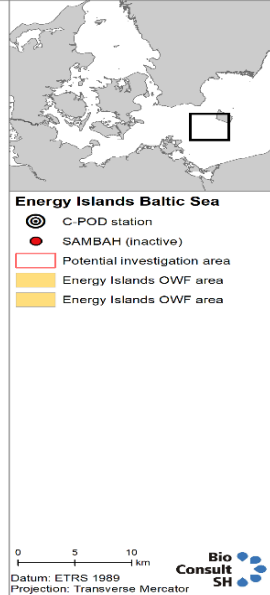 Energy Islands Baltic Sea
C-POD station
SAMBAH (inactive)
Potential investigation area
Energy Islands OWF area
Energy Islands OWF area
0 5 10
km
Datum: ETRS 1989
Projection: Transverse Mercator
Bio
Consult
SH